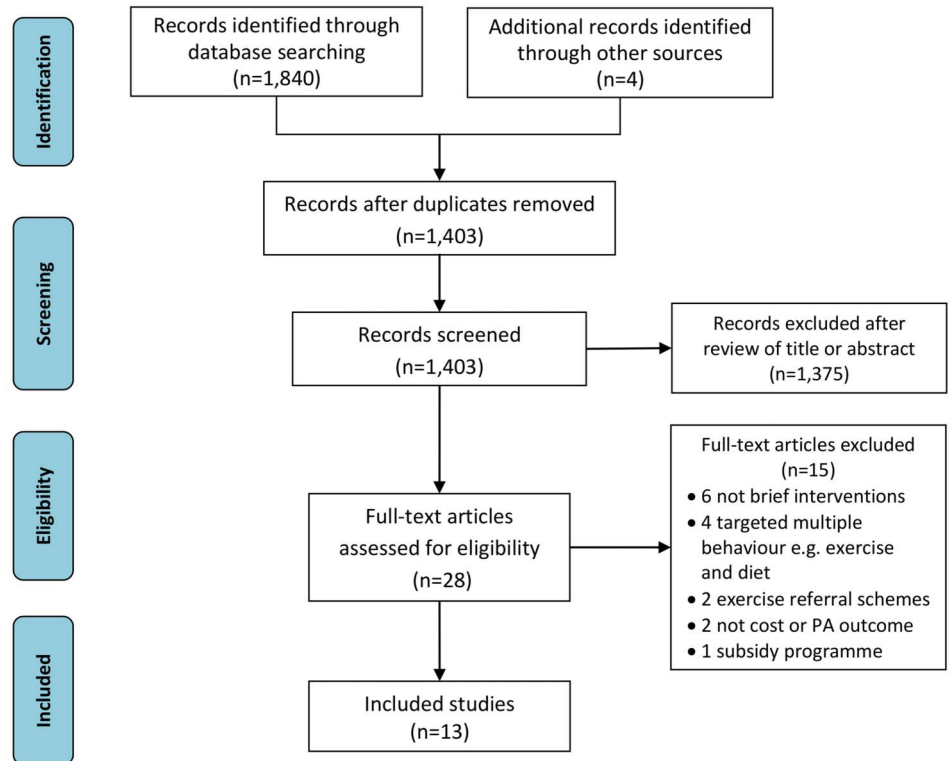 Identification
Records identified through
database searching
(n=1,840)
Additional records identified
through other sources
(n=4)
Screening
Records after duplicates removed
(n=1,403)
Records screened
(n=1,403)
Records excluded after
review of title or abstract
(n=1,375)
Eligibility
Full-text articles
assessed for eligibility
(n=28)
Full-text articles excluded
(n=15)
• 6 not brief interventions
• 4 targeted multiple
behaviour e.g. exercise
and diet
• 2 exercise referral schemes
• 2 not cost or PA outcome
• 1 subsidy programme
Included
Included studies
(n=13)